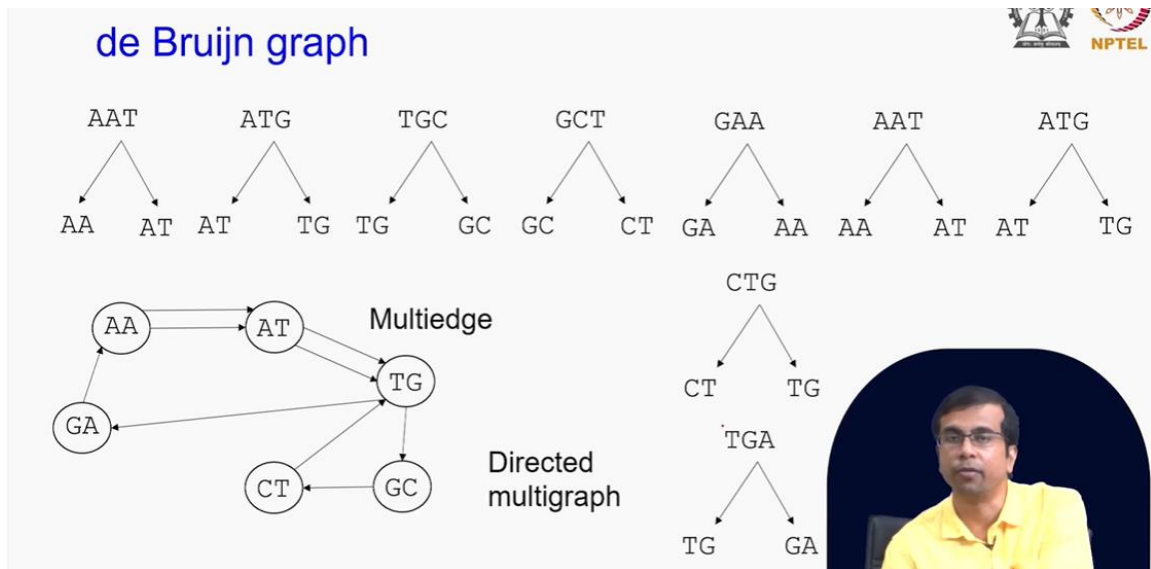 de Bruijn graph
NPTEL
AAT ATG TGC GCT GAA AAT ATG
AA AT AT TG TG GC GC CT GA AA AA AT AT TG
CTG
CT TG
TGA
TG GA
AA AT Multiedge
TG
GA
CT GC
Directed
multigraph